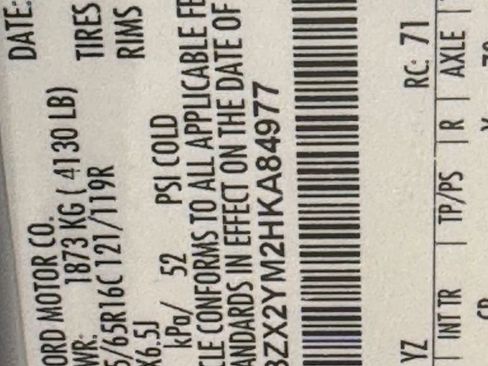 DATE:
ORD MOTOR CO.
WR: 1873 KG ( 4130 LB)
TIRES
5/65R16C 121/119R
RIMS
X6.5J
kPa/ 52 PSI COLD
CLE CONFORMS TO ALL APPLICABLE FE
ANDARDS IN EFFECT ON THE DATE OF
BZX2YM2HKA84977
RC: 71
YZ
INT TR | TP/PS | R | AXLE